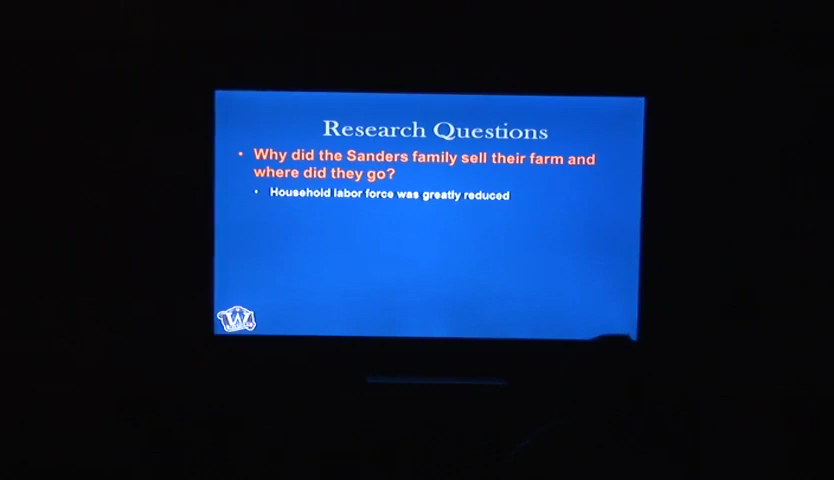 Research Questions
• Why did the Sanders family sell their farm and
where did they go?
• Household labor force was greatly reduced
W